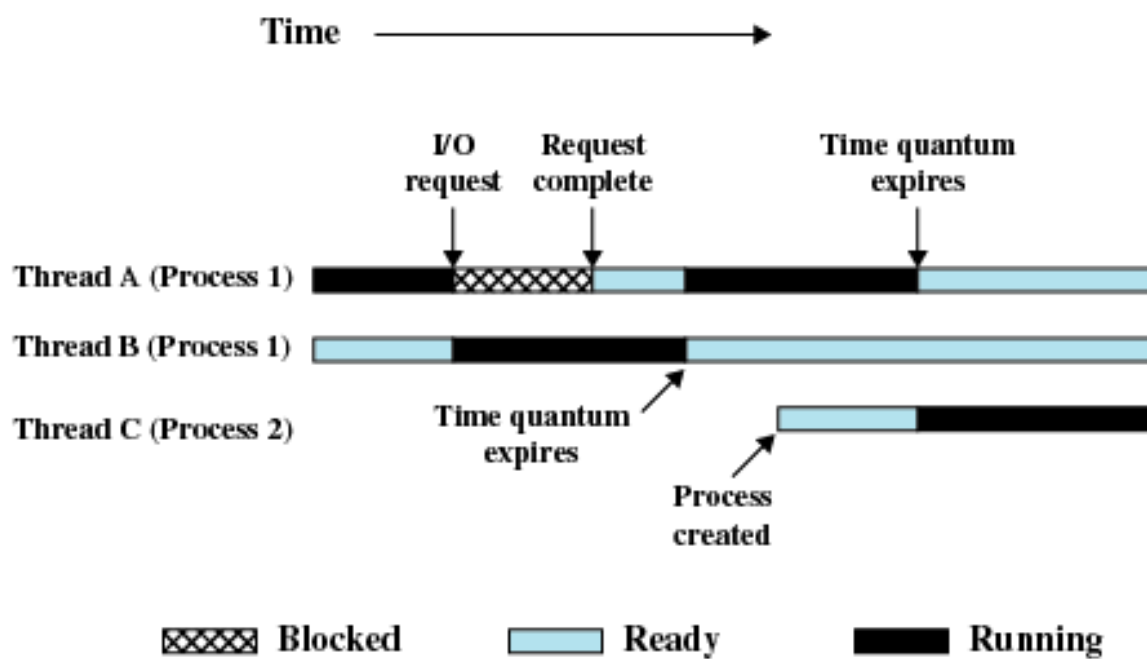 Time
I/O
request
Request
complete
Time quantum
expires
Thread A (Process 1)
Thread B (Process 1)
Thread C (Process 2)
Time quantum
expires
Process
created
Blocked
Ready
Running